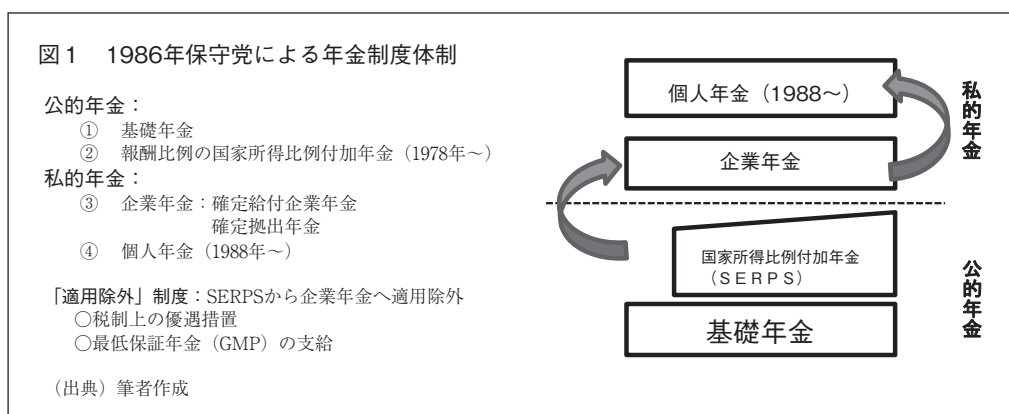 図1　1986年保守党による年金制度体制
公的年金：
①　基礎年金
②　報酬比例の国家所得比例付加年金（1978年～）
私的年金：
③　企業年金：確定給付企業年金
確定拠出年金
④　個人年金（1988年～）
「適用除外」制度：SERPSから企業年金へ適用除外
○税制上の優遇措置
○最低保証年金（GMP）の支給
（出典）筆者作成
個人年金（1988～）
企業年金
私的年金
国家所得比例付加年金
（ＳＥＲＰＳ）
基礎年金
公的年金